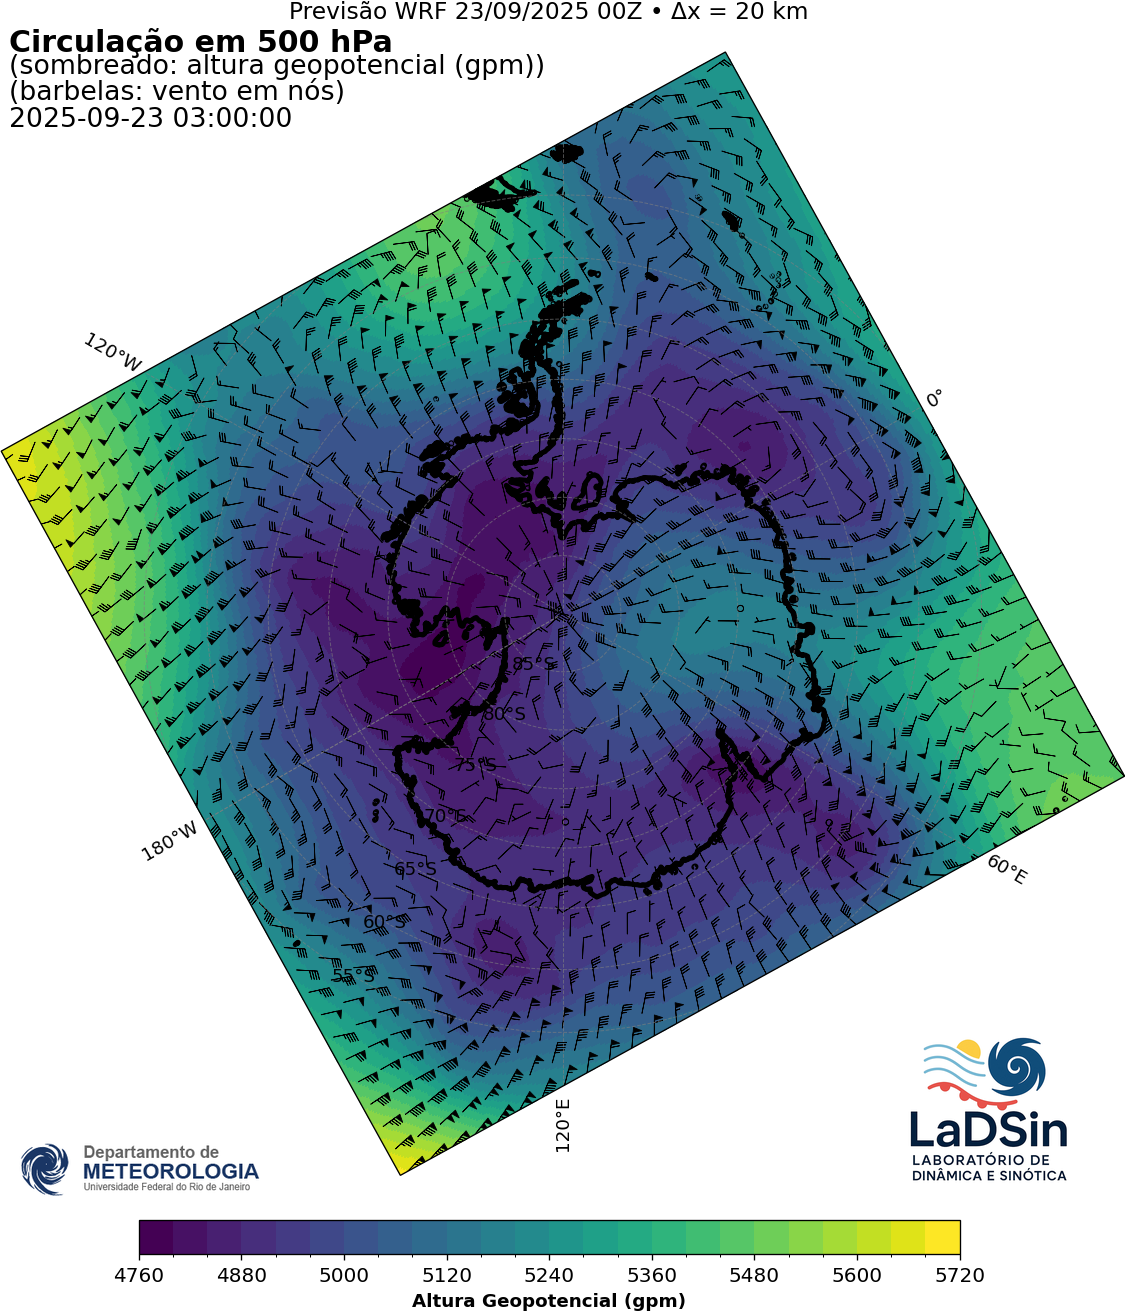 Previsão WRF 23/09/2025 00Z • Δx = 20 km
Circulação em 500 hPa
(sombreado: altura geopotencial (gpm))
(barbelas: vento em nós)
2025-09-23 03:00:00
120°W
0°
85°S
80°S
75°S
70°S
180°W
65°S
60°E
60°S
55°S
120°E
LaDSin
LABORATÓRIO DE
DINÂMICA E SINÓTICA
Departamento de
METEOROLOGIA
Universidade Federal do Rio de Janeiro
4760 4880 5000 5120 5240 5360 5480 5600 5720
Altura Geopotencial (gpm)